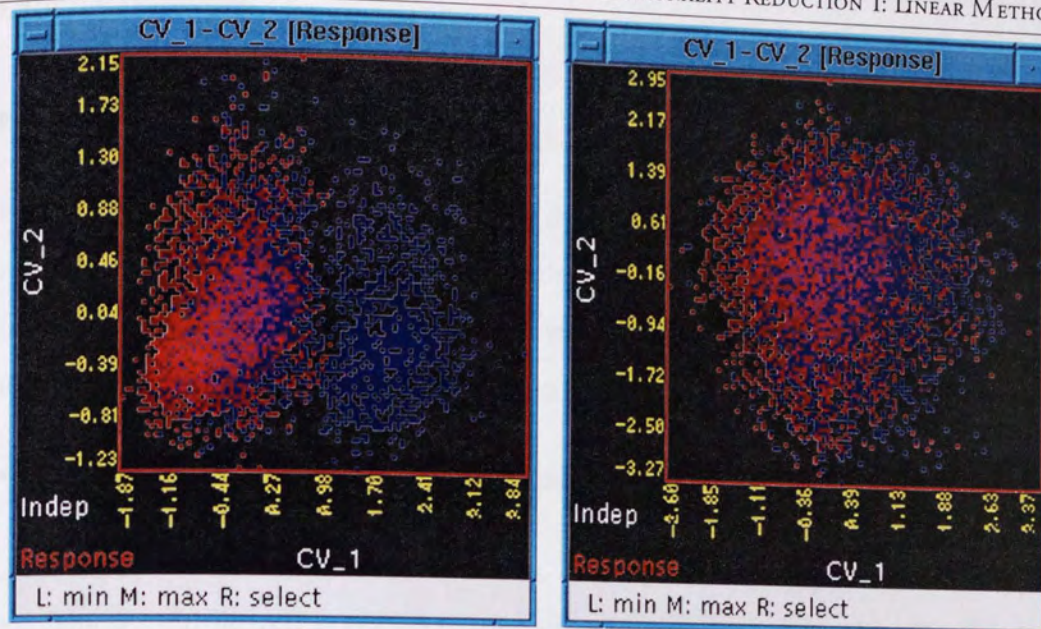 REDUCTION I: LINEAR METHO
CV_1-CV_2 [Response]
2.15
1.73
1.30
0.88
0.46
0.04
-0.39
-0.81
-1.23
CV_2
-1.87
-1.16
-0.44
0.27
0.98
1.70
2.41
3.12
3.84
Indep
Response
CV_1
L: min M: max R: select
CV_1-CV_2 [Response]
2.95
2.17
1.39
0.61
-0.16
-0.94
-1.72
-2.50
-3.27
CV_2
-2.60
-1.85
-1.11
-0.36
0.39
1.13
1.88
2.63
3.37
Indep
Response
CV_1
L: min M: max R: select